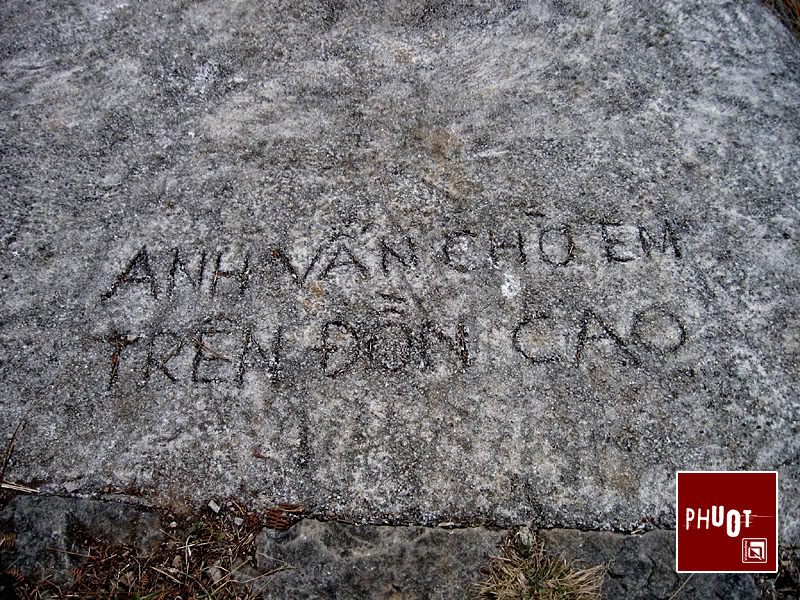 ANH VẪN CHỜ EM
TRÊN ĐỒN CAO
PHUOT